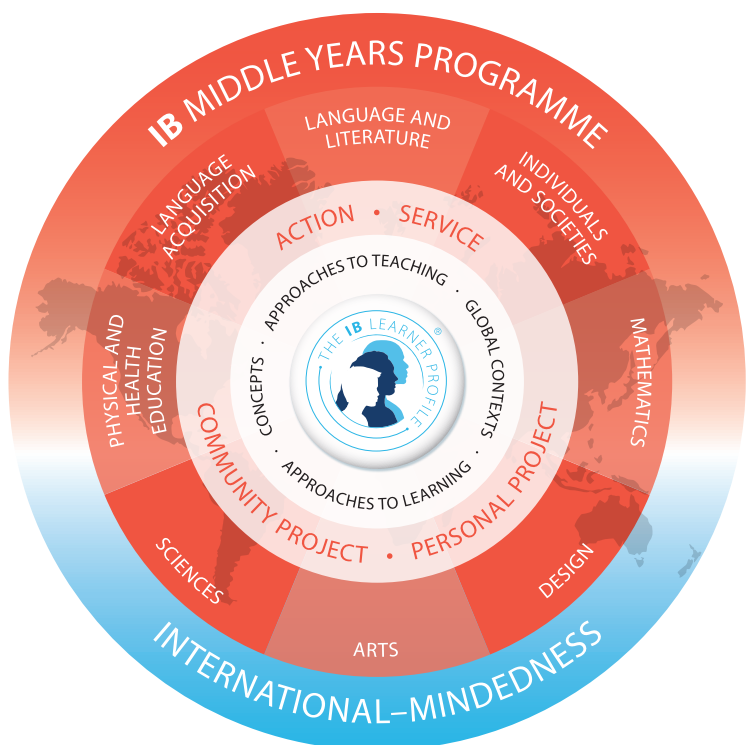 IB MIDDLE YEARS PROGRAMME
LANGUAGE AND
LITERATURE
INDIVIDUALS
AND SOCIETIES
MATHEMATICS
DESIGN
ARTS
SCIENCES
PHYSICAL AND
HEALTH
EDUCATION
LANGUAGE
ACQUISITION
ACTION • SERVICE
PERSONAL PROJECT •
COMMUNITY PROJECT
APPROACHES TO TEACHING ·
GLOBAL CONTEXTS ·
APPROACHES TO LEARNING ·
CONCEPTS ·
• THE IB LEARNER PROFILE • ®
INTERNATIONAL–MINDEDNESS